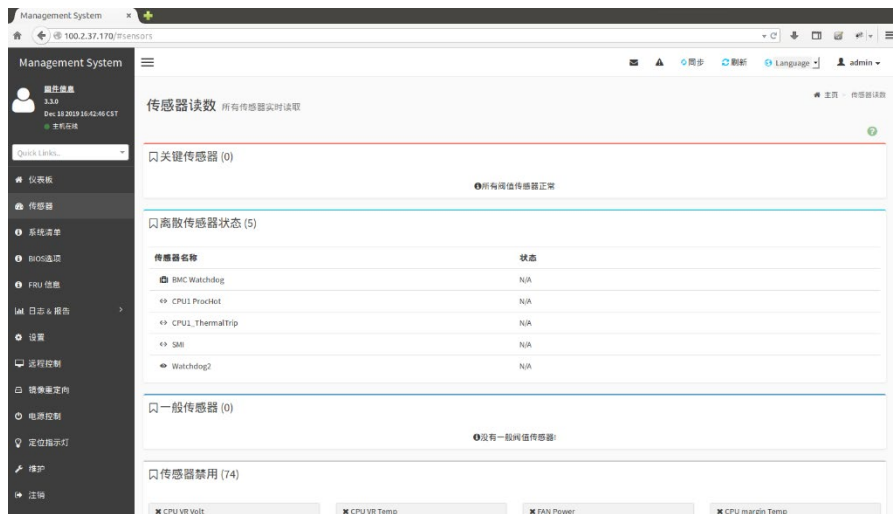 Management System
100.2.37.170/#sensors
Management System
同步
刷新
Language
admin
固件信息
3.3.0
Dec 18 2019 16:42:46 CST
主机在线
传感器读数 所有传感器实时读取
主页 - 传感器读数
Quick Links...
仪表板
传感器
系统清单
BIOS选项
FRU 信息
日志 & 报告
设置
远程控制
镜像重定向
电源控制
定位指示灯
维护
注销
关键传感器 (0)
所有阈值传感器正常
离散传感器状态 (5)
传感器名称 状态
BMC Watchdog N/A
CPU1 ProcHot N/A
CPU1_ThermalTrip N/A
SMI N/A
Watchdog2 N/A
一般传感器 (0)
没有一般阈值传感器!
传感器禁用 (74)
CPU VR Volt CPU VR Temp FAN Power CPU margin Temp